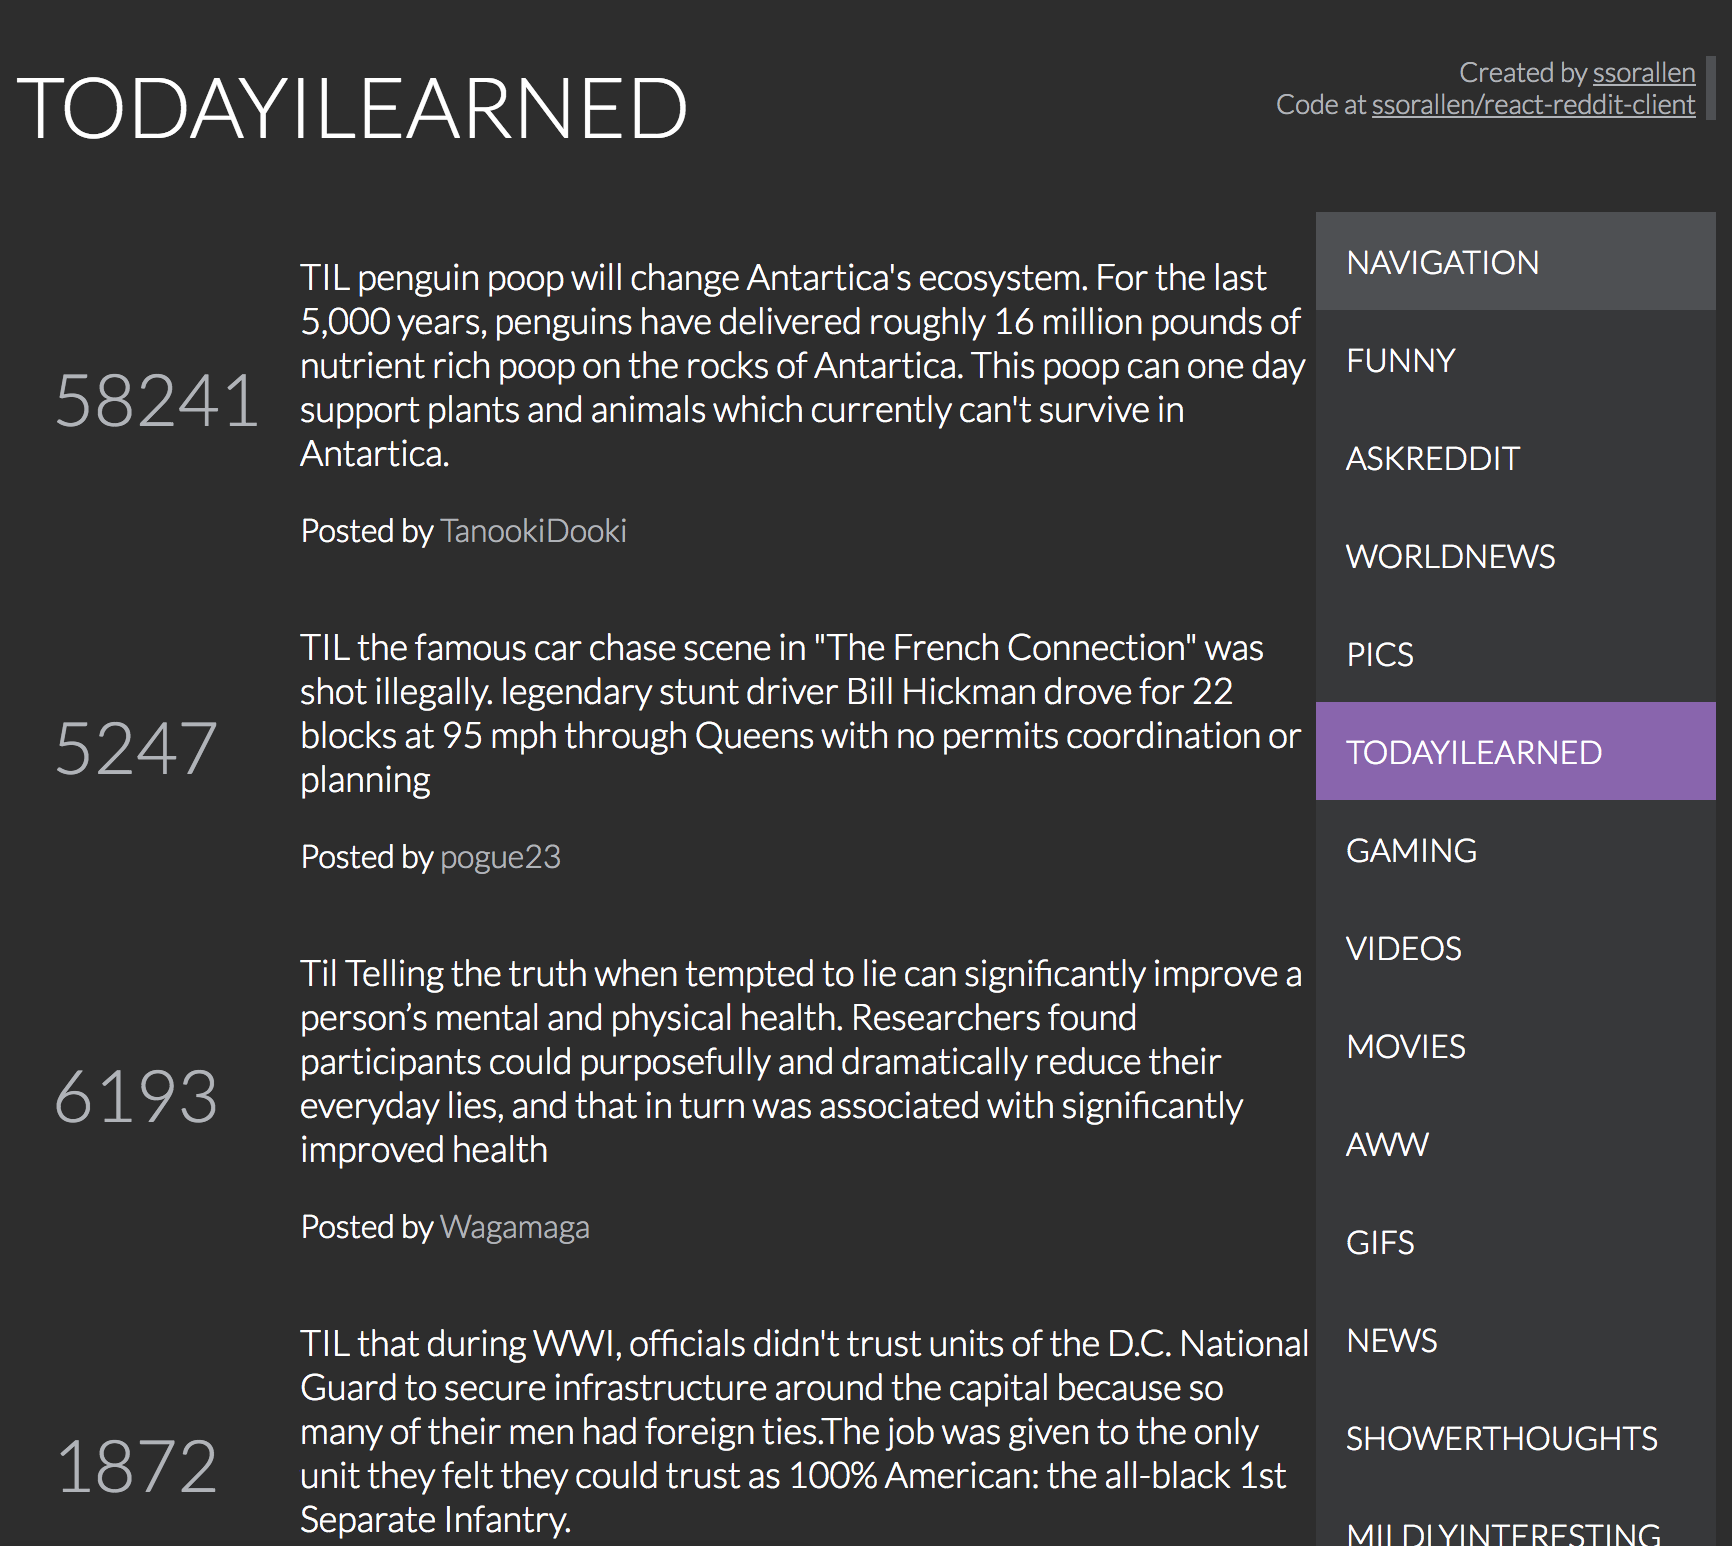 TODAYILEARNED
Created by ssorallen
Code at ssorallen/react-reddit-client
58241
TIL penguin poop will change Antartica's ecosystem. For the last
5,000 years, penguins have delivered roughly 16 million pounds of
nutrient rich poop on the rocks of Antartica. This poop can one day
support plants and animals which currently can't survive in
Antartica.
Posted by TanookiDooki
5247
TIL the famous car chase scene in "The French Connection" was
shot illegally. legendary stunt driver Bill Hickman drove for 22
blocks at 95 mph through Queens with no permits coordination or
planning
Posted by pogue23
6193
Til Telling the truth when tempted to lie can significantly improve a
person’s mental and physical health. Researchers found
participants could purposefully and dramatically reduce their
everyday lies, and that in turn was associated with significantly
improved health
Posted by Wagamaga
1872
TIL that during WWI, officials didn't trust units of the D.C. National
Guard to secure infrastructure around the capital because so
many of their men had foreign ties.The job was given to the only
unit they felt they could trust as 100% American: the all-black 1st
Separate Infantry.
NAVIGATION
FUNNY
ASKREDDIT
WORLDNEWS
PICS
TODAYILEARNED
GAMING
VIDEOS
MOVIES
AWW
GIFS
NEWS
SHOWERTHOUGHTS
MILDLYINTERESTING